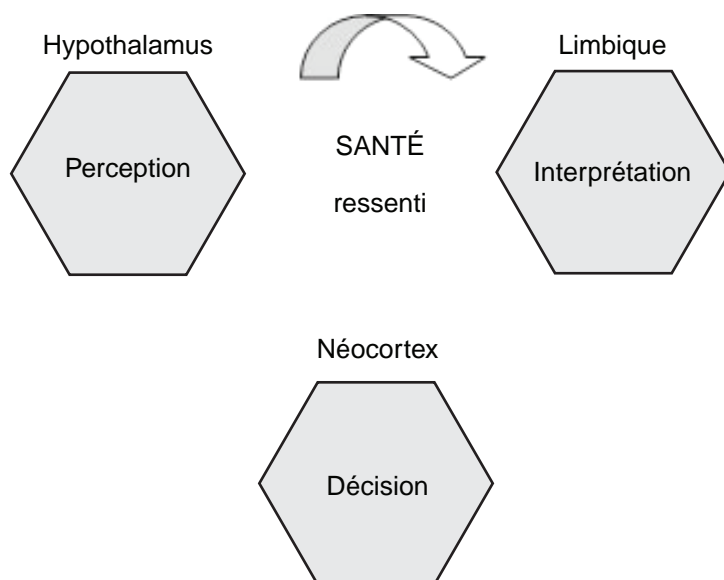 Hypothalamus
Limbique
Perception
SANTÉ
ressenti
Interprétation
Néocortex
Décision